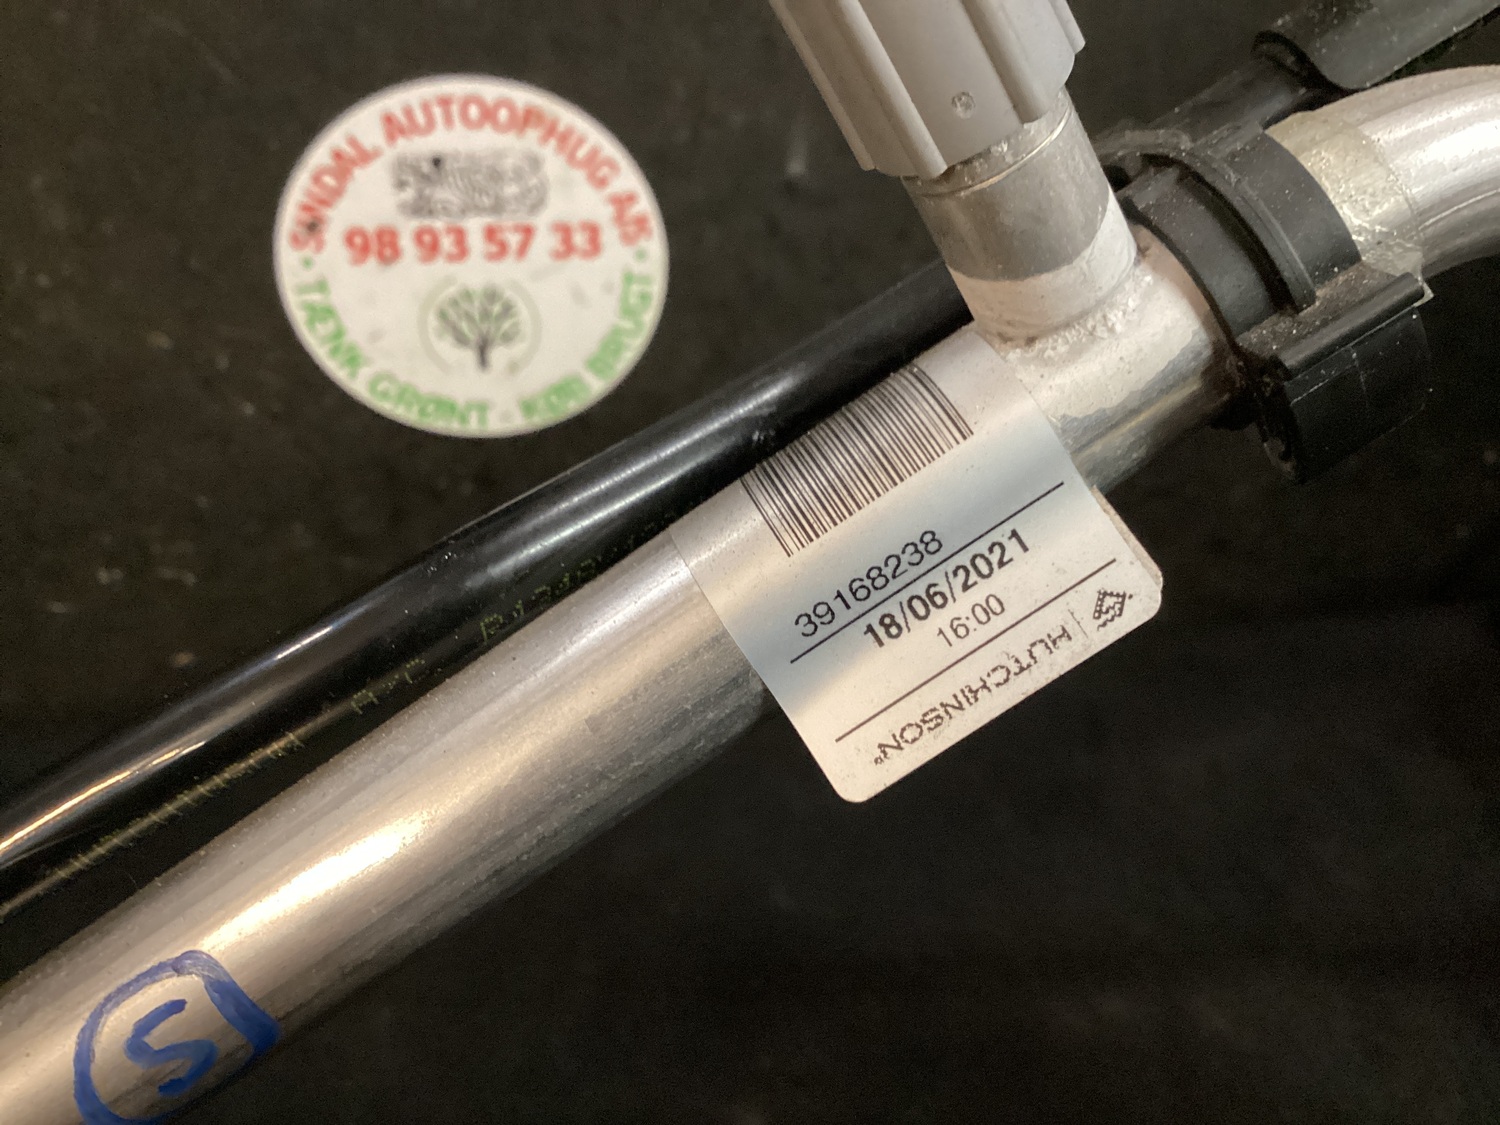 SINDAL AUTOOPHUG A/S
98 93 57 33
• TÆNK GRØNT - KØB BRUGT •
39168238
18/06/2021
16:00
HUTCHINSON®
S